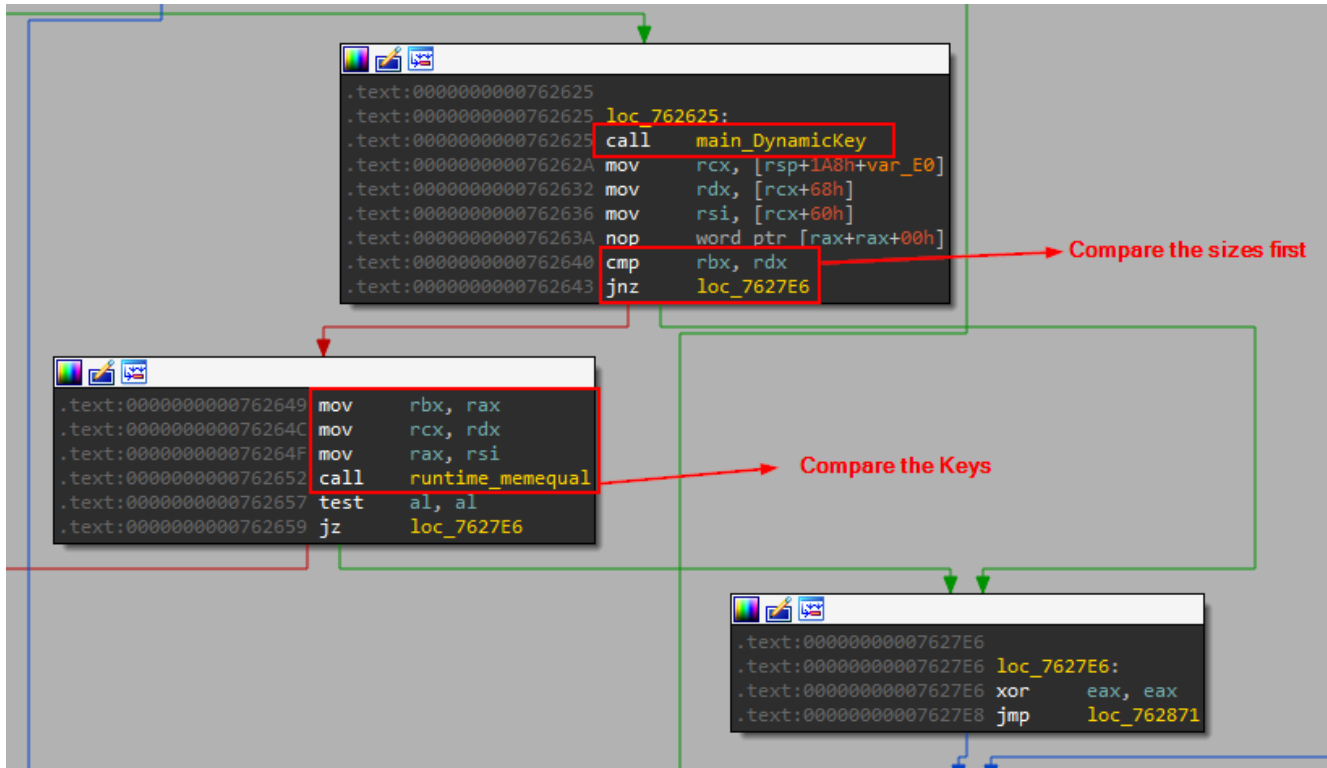 .text:0000000000762625
.text:0000000000762625 loc_762625:
.text:0000000000762625 call main_DynamicKey
.text:000000000076262A mov rcx, [rsp+1A8h+var_E0]
.text:0000000000762632 mov rdx, [rcx+68h]
.text:0000000000762636 mov rsi, [rcx+60h]
.text:000000000076263A nop word ptr [rax+rax+00h]
.text:0000000000762640 cmp rbx, rdx
.text:0000000000762643 jnz loc_7627E6
Compare the sizes first
.text:0000000000762649 mov rbx, rax
.text:000000000076264C mov rcx, rdx
.text:000000000076264F mov rax, rsi
.text:0000000000762652 call runtime_memequal
.text:0000000000762657 test al, al
.text:0000000000762659 jz loc_7627E6
Compare the Keys
.text:00000000007627E6
.text:00000000007627E6 loc_7627E6:
.text:00000000007627E6 xor eax, eax
.text:00000000007627E8 jmp loc_762871